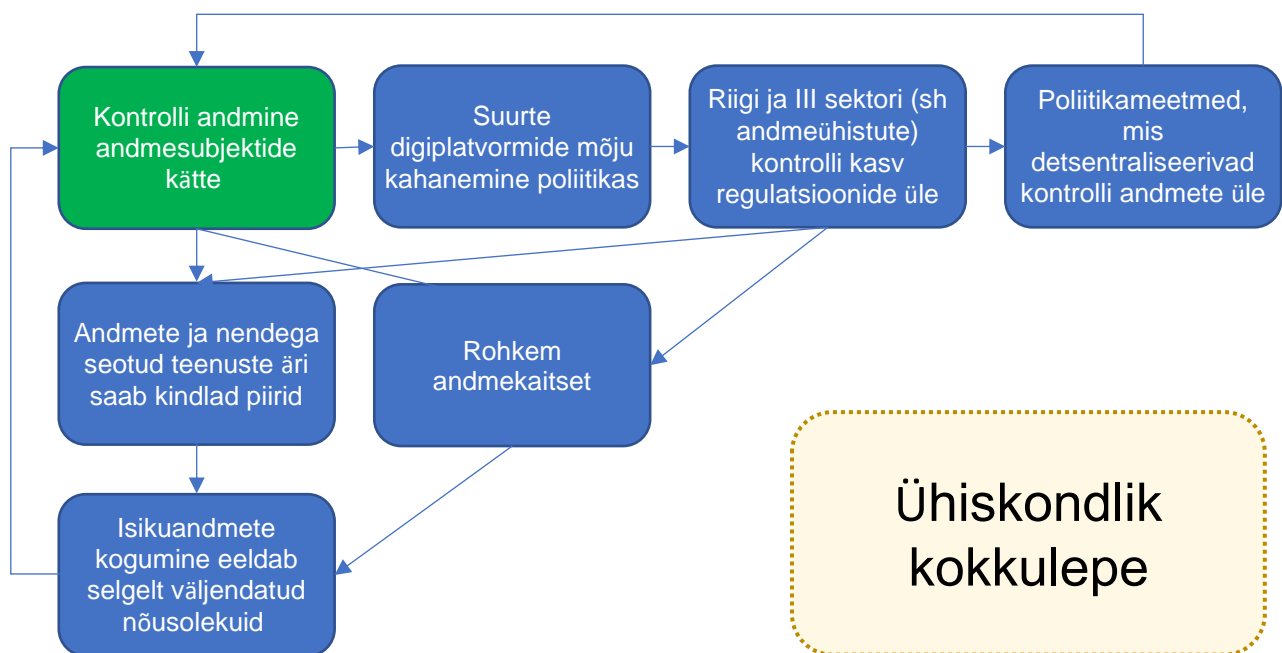 Kontrolli andmine
andmesubjektide
kätte
Suurte
digiplatvormide mõju
kahanemine poliitikas
Riigi ja III sektori (sh
andmeühistute)
kontrolli kasv
regulatsioonide üle
Poliitikameetmed,
mis
detsentraliseerivad
kontrolli andmete üle
Andmete ja nendega
seotud teenuste äri
saab kindlad piirid
Rohkem
andmekaitset
Isikuandmete
kogumine eeldab
selgelt väljendatud
nõusolekuid
Ühiskondlik
kokkulepe